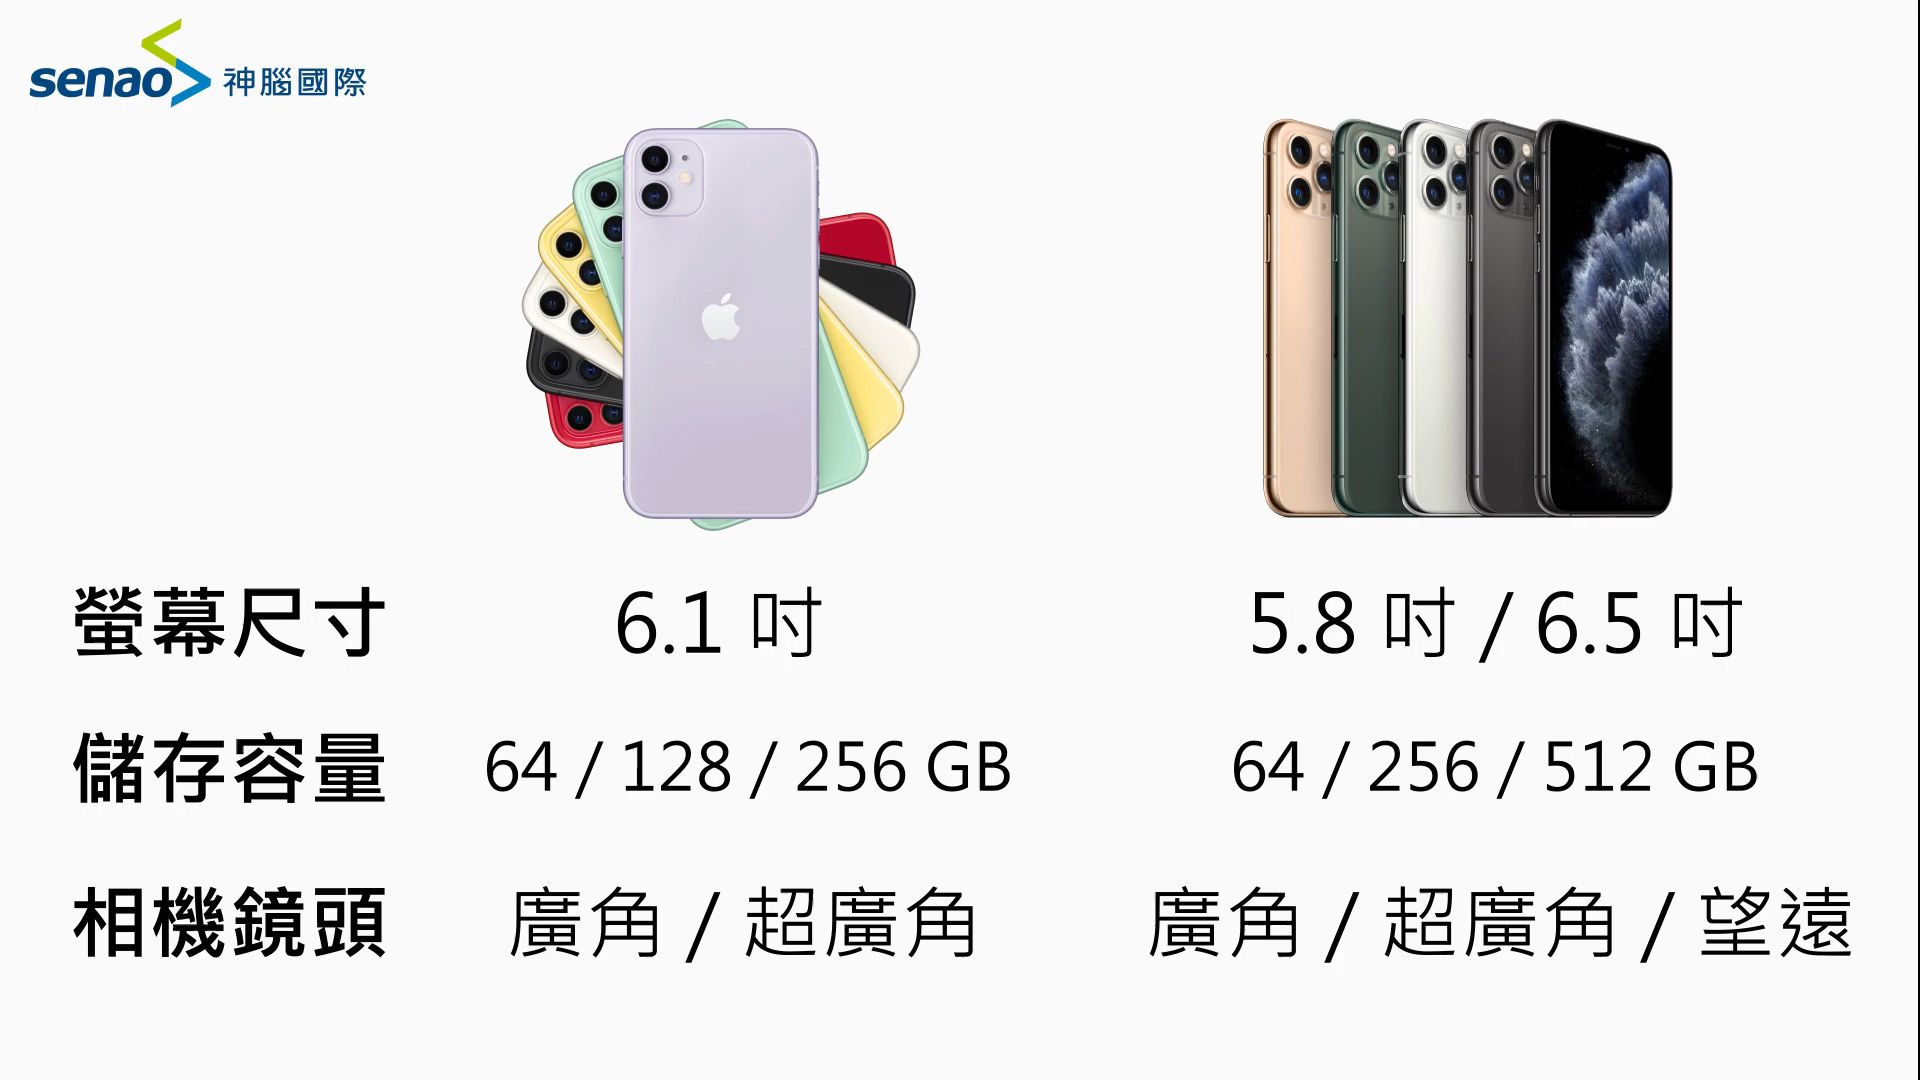 senao 神腦國際
螢幕尺寸 6.1 吋 5.8 吋 / 6.5 吋
儲存容量 64 / 128 / 256 GB 64 / 256 / 512 GB
相機鏡頭 廣角 / 超廣角 廣角 / 超廣角 / 望遠